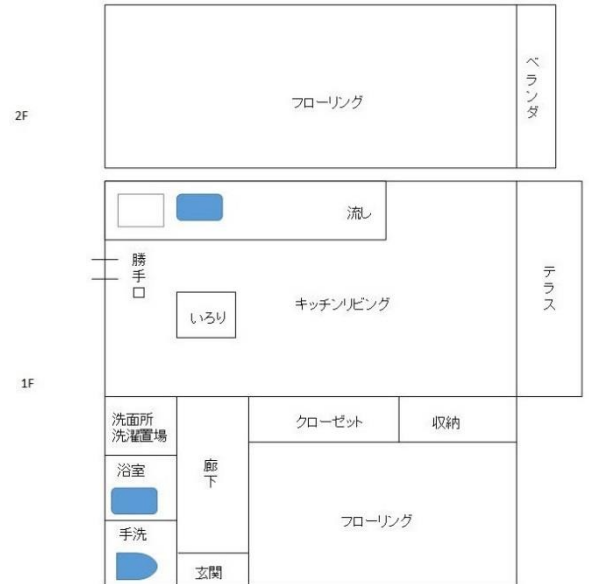 2F
フローリング
ベランダ
流し
勝手口
いろり
キッチンリビング
テラス
1F
洗面所
洗濯置場
クローゼット
収納
浴室
廊下
フローリング
手洗
玄関